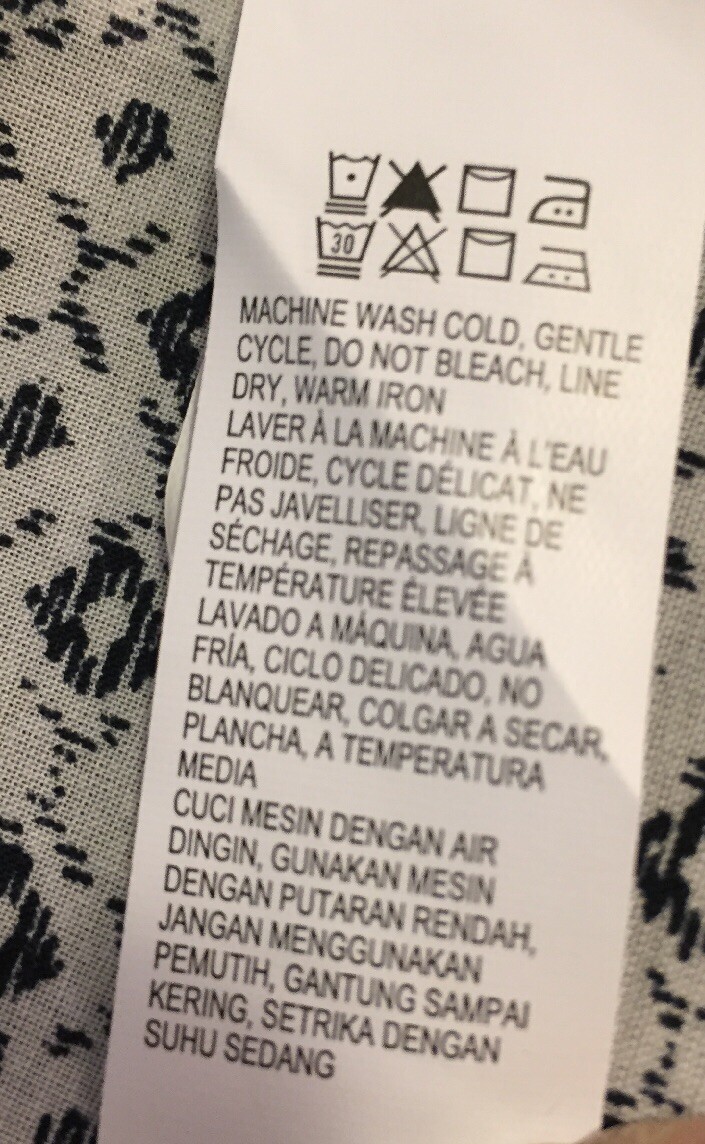 30
MACHINE WASH COLD, GENTLE
CYCLE, DO NOT BLEACH, LINE
DRY, WARM IRON
LAVER À LA MACHINE À L'EAU
FROIDE, CYCLE DÉLICAT, NE
PAS JAVELLISER, LIGNE DE
SÉCHAGE, REPASSAGE À
TEMPÉRATURE ÉLEVÉE
LAVADO A MÁQUINA, AGUA
FRÍA, CICLO DELICADO, NO
BLANQUEAR, COLGAR A SECAR,
PLANCHA, A TEMPERATURA
MEDIA
CUCI MESIN DENGAN AIR
DINGIN, GUNAKAN MESIN
DENGAN PUTARAN RENDAH,
JANGAN MENGGUNAKAN
PEMUTIH, GANTUNG SAMPAI
KERING, SETRIKA DENGAN
SUHU SEDANG